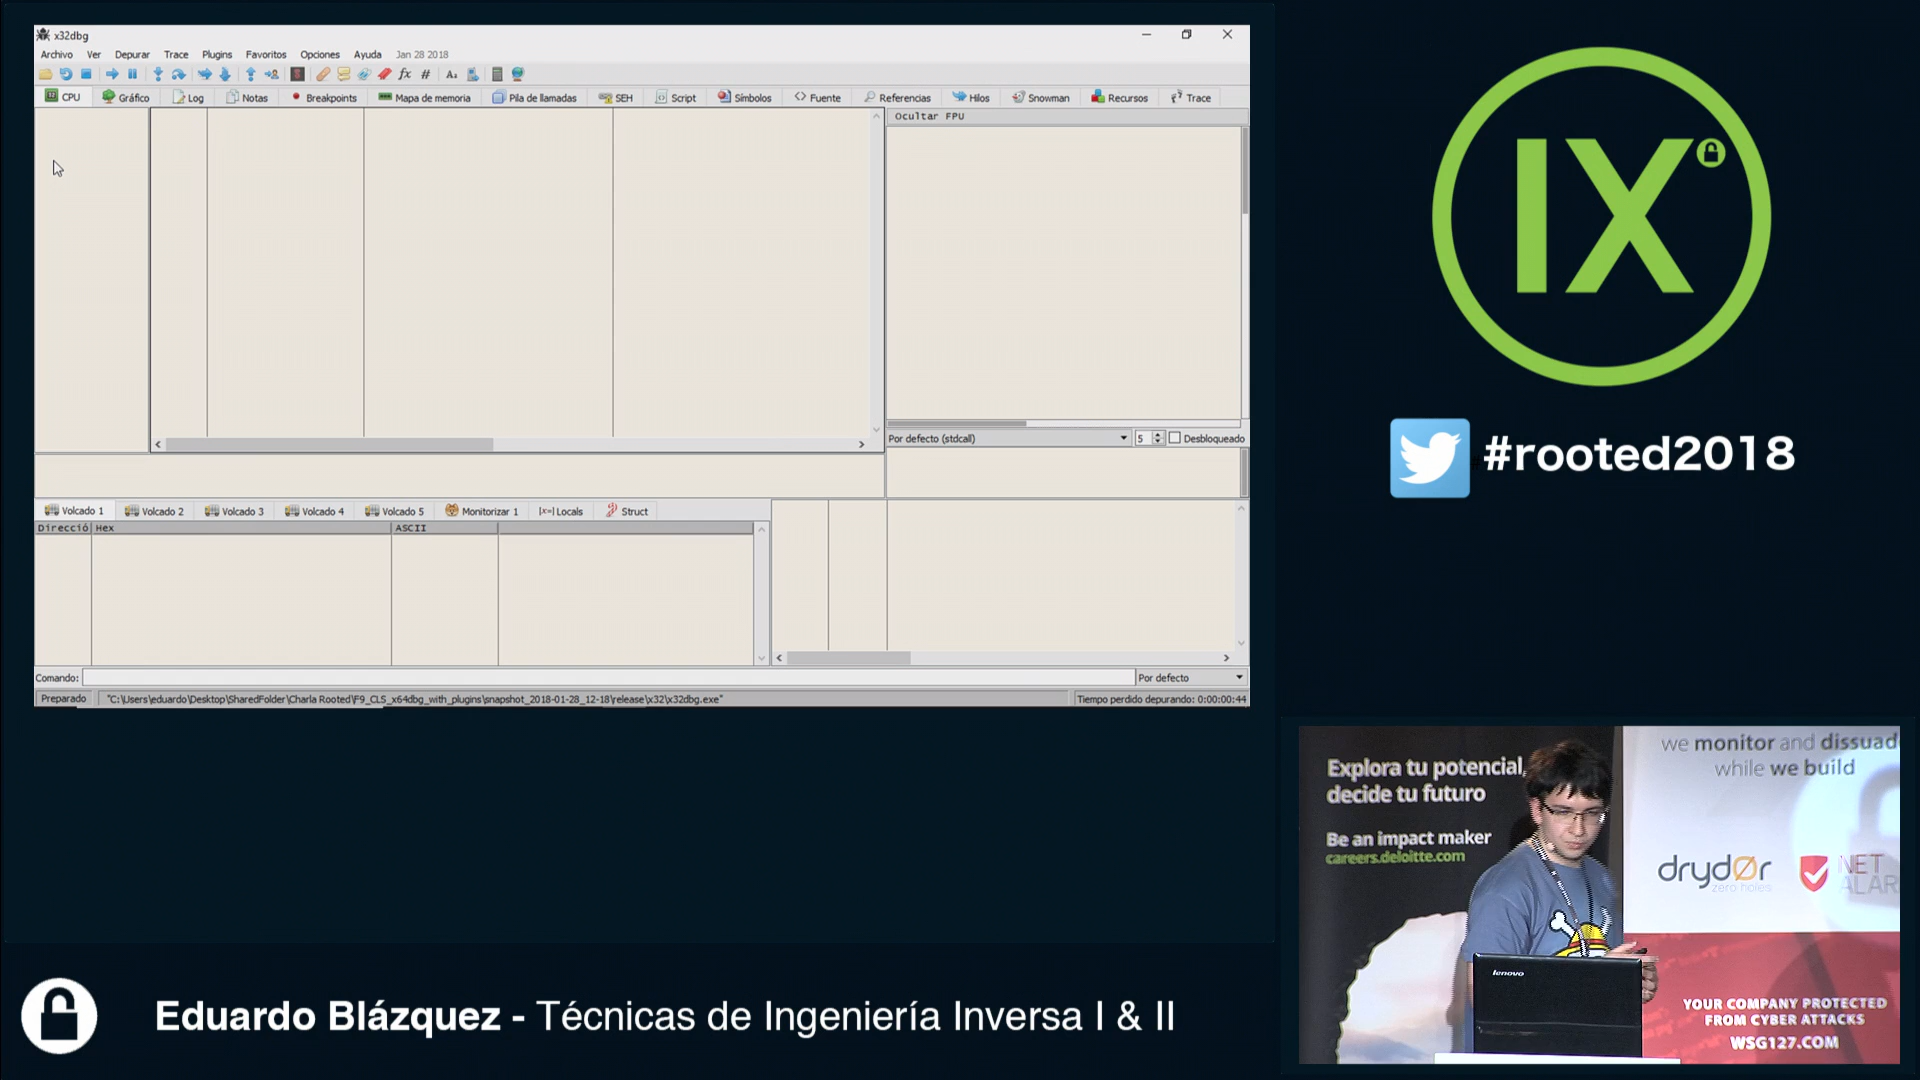 x32dbg
Archivo Ver Depurar Trace Plugins Favoritos Opciones Ayuda Jan 28 2018
CPU Gráfico Log Notas Breakpoints Mapa de memoria Pila de llamadas SEH Script Símbolos Fuente Referencias Hilos Snowman Recursos Trace
Ocultar FPU
Por defecto (stdcall) 5 Desbloqueado
Volcado 1 Volcado 2 Volcado 3 Volcado 4 Volcado 5 Monitorizar 1 Locals Struct
Direcció Hex ASCII
Comando: Por defecto
Preparado "C:\Users\eduardo\Desktop\SharedFolder\Charla Rooted\F9_CLS_x64dbg_with_plugins\snapshot_2018-01-28_12-18\release\x32\x32dbg.exe" Tiempo perdido depurando: 0:00:00:44
IX
#rooted2018
Explora tu potencial,
decide tu futuro
Be an impact maker
careers.deloitte.com
we monitor and dissuad
while we build
drydØr
zero holes
NET
ALAR
lenovo
YOUR COMPANY PROTECTED
FROM CYBER ATTACKS
WSG127.COM
Eduardo Blázquez - Técnicas de Ingeniería Inversa I & II